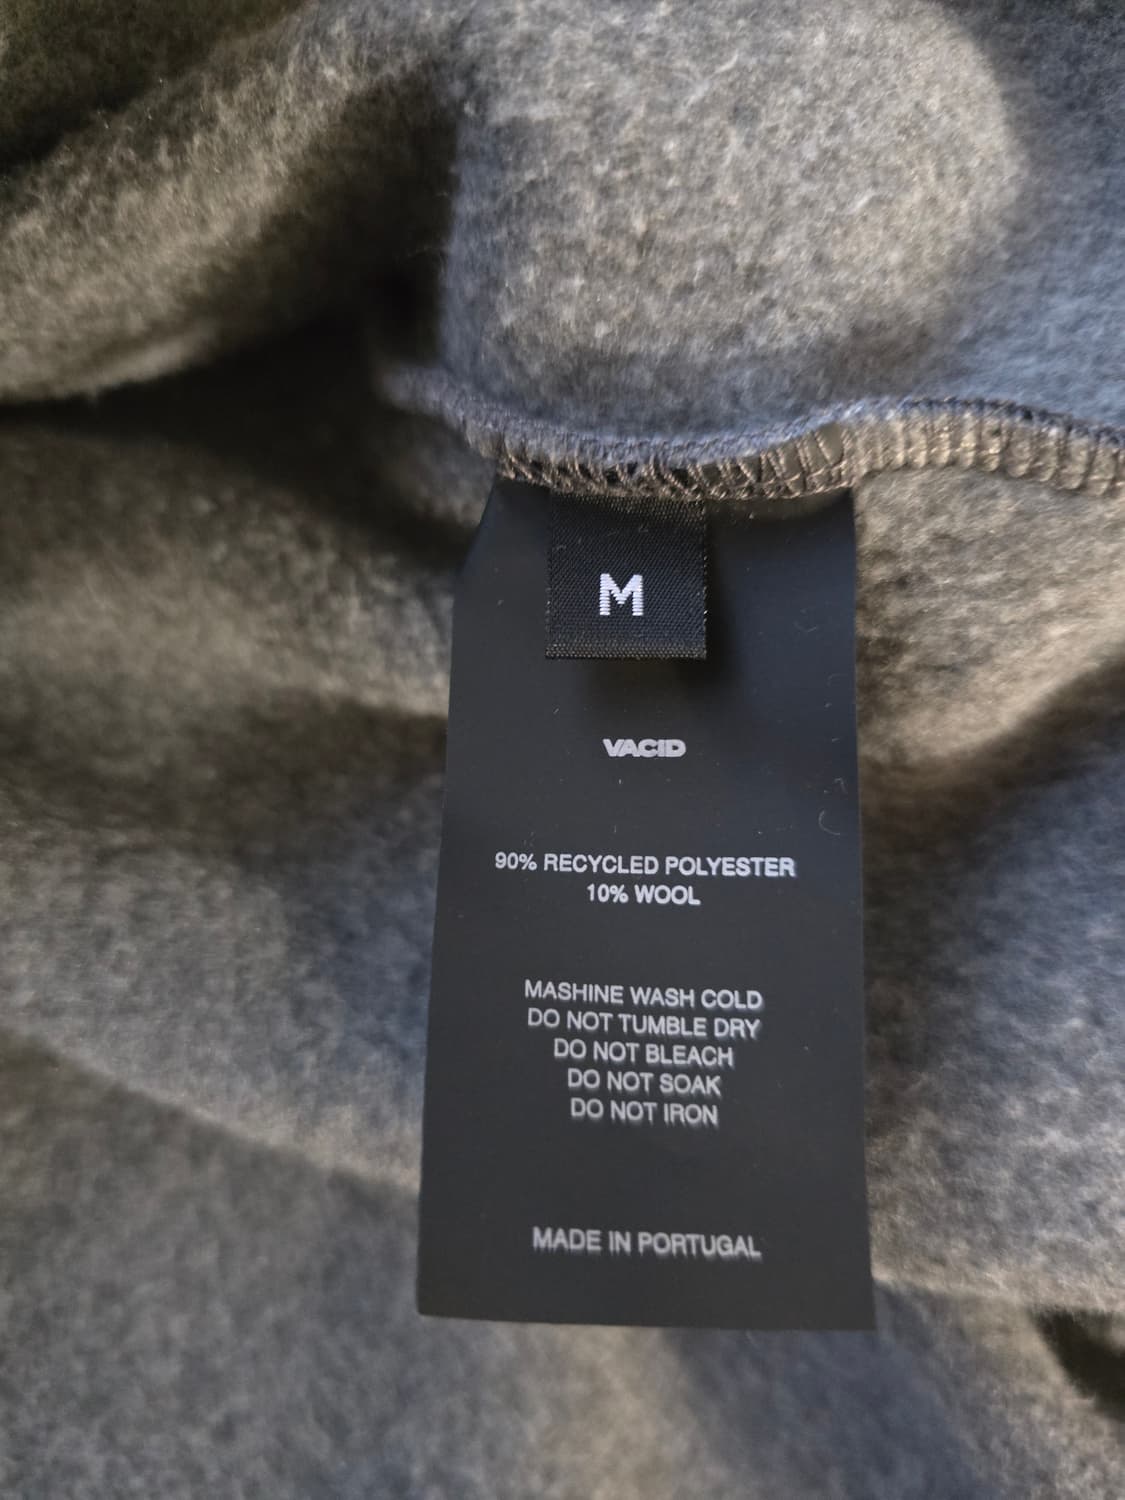 M
VACID
90% RECYCLED POLYESTER
10% WOOL
MASHINE WASH COLD
DO NOT TUMBLE DRY
DO NOT BLEACH
DO NOT SOAK
DO NOT IRON
MADE IN PORTUGAL